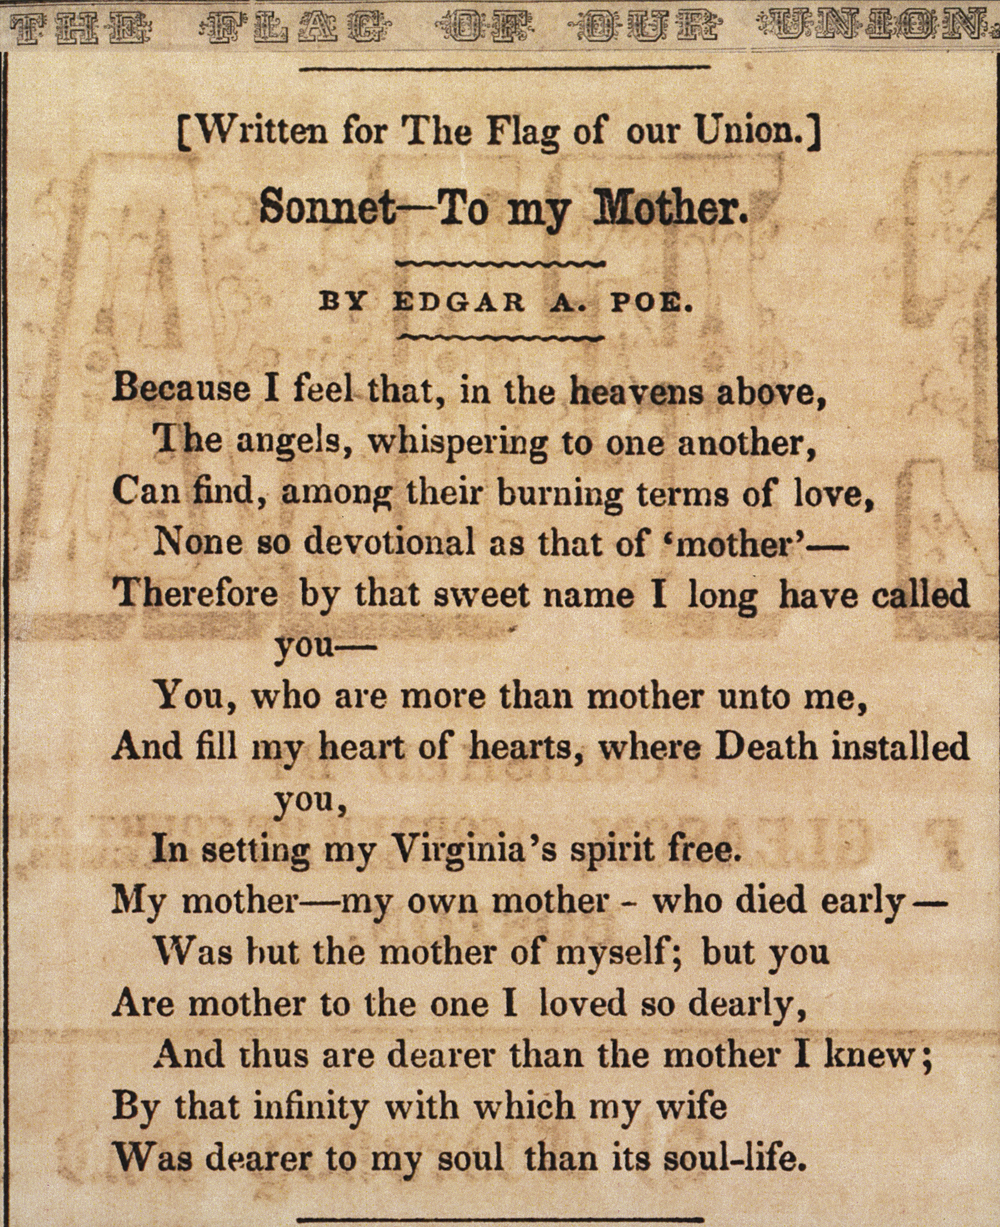 THE FLAG OF OUR UNION.
[Written for The Flag of our Union.]
Sonnet—To my Mother.
BY EDGAR A. POE.
Because I feel that, in the heavens above,
The angels, whispering to one another,
Can find, among their burning terms of love,
None so devotional as that of ‘mother’—
Therefore by that sweet name I long have called
you—
You, who are more than mother unto me,
And fill my heart of hearts, where Death installed
you,
In setting my Virginia’s spirit free.
My mother—my own mother - who died early—
Was but the mother of myself; but you
Are mother to the one I loved so dearly,
And thus are dearer than the mother I knew;
By that infinity with which my wife
Was dearer to my soul than its soul-life.